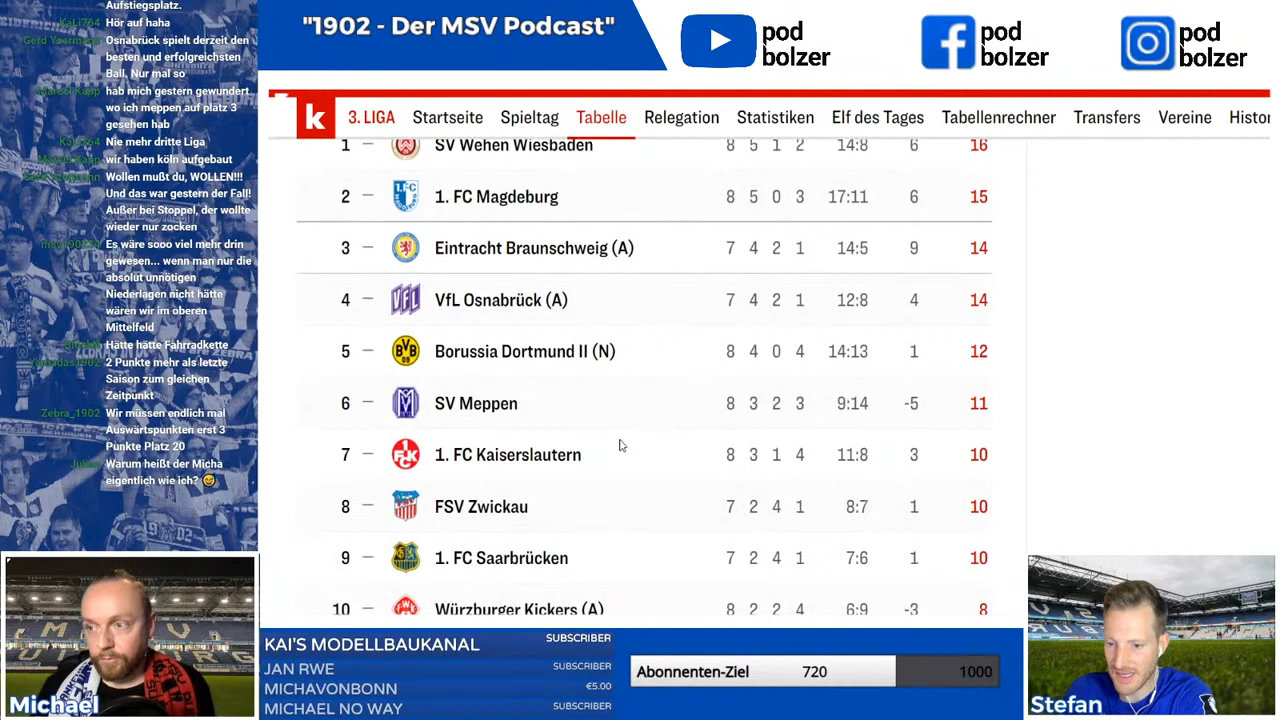 Aufstiegsplatz.
KaLi764 Hör auf haha
Gerd Yoormann Osnabrück spielt derzeit den
besten und erfolgreichsten
Ball. Nur mal so
Marcel Kapp hab mich gestern gewundert
wo ich meppen auf platz 3
gesehen hab
KaLi764 Nie mehr dritte Liga
Marcel Kapp wir haben köln aufgebaut
Wollen mußt du, WOLLEN!!!
Und das war gestern der Fall!
Außer bei Stoppel, der wollte
wieder nur zocken
Es wäre sooo viel mehr drin
gewesen... wenn man nur die
absolut unnötigen
Niederlagen nicht hätte
wären wir im oberen
Mittelfeld
Hätte hätte Fahrradkette
2 Punkte mehr als letzte
Saison zum gleichen
Zeitpunkt
Zebra_1902 Wir müssen endlich mal
Auswärtspunkten erst 3
Punkte Platz 20
Warum heißt der Micha
eigentlich wie ich? 😅
"1902 - Der MSV Podcast"
pod
bolzer
pod
bolzer
pod
bolzer
k 3. LIGA Startseite Spieltag Tabelle Relegation Statistiken Elf des Tages Tabellenrechner Transfers Vereine Histor
1 — SV Wehen Wiesbaden 8 5 1 2 14:8 6 16
2 — 1. FC Magdeburg 8 5 0 3 17:11 6 15
3 — Eintracht Braunschweig (A) 7 4 2 1 14:5 9 14
4 — VfL Osnabrück (A) 7 4 2 1 12:8 4 14
5 — Borussia Dortmund II (N) 8 4 0 4 14:13 1 12
6 — SV Meppen 8 3 2 3 9:14 -5 11
7 — 1. FC Kaiserslautern 8 3 1 4 11:8 3 10
8 — FSV Zwickau 7 2 4 1 8:7 1 10
9 — 1. FC Saarbrücken 7 2 4 1 7:6 1 10
10 — Würzburger Kickers (A) 8 2 2 4 6:9 -3 8
Michael
KAI'S MODELLBAUKANAL SUBSCRIBER
JAN RWE SUBSCRIBER
MICHAVONBONN €5.00
MICHAEL NO WAY SUBSCRIBER
Abonnenten-Ziel 720 1000
Stefan